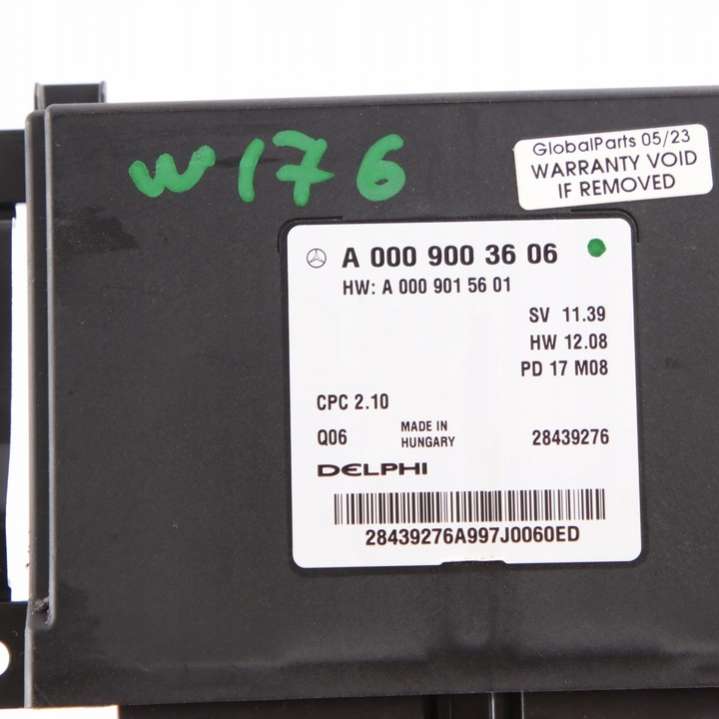 W176
GlobalParts 05/23
WARRANTY VOID
IF REMOVED
A 000 900 36 06
HW: A 000 901 56 01
SV 11.39
HW 12.08
PD 17 M08
CPC 2.10
Q06 MADE IN HUNGARY 28439276
DELPHI
28439276A997J0060ED